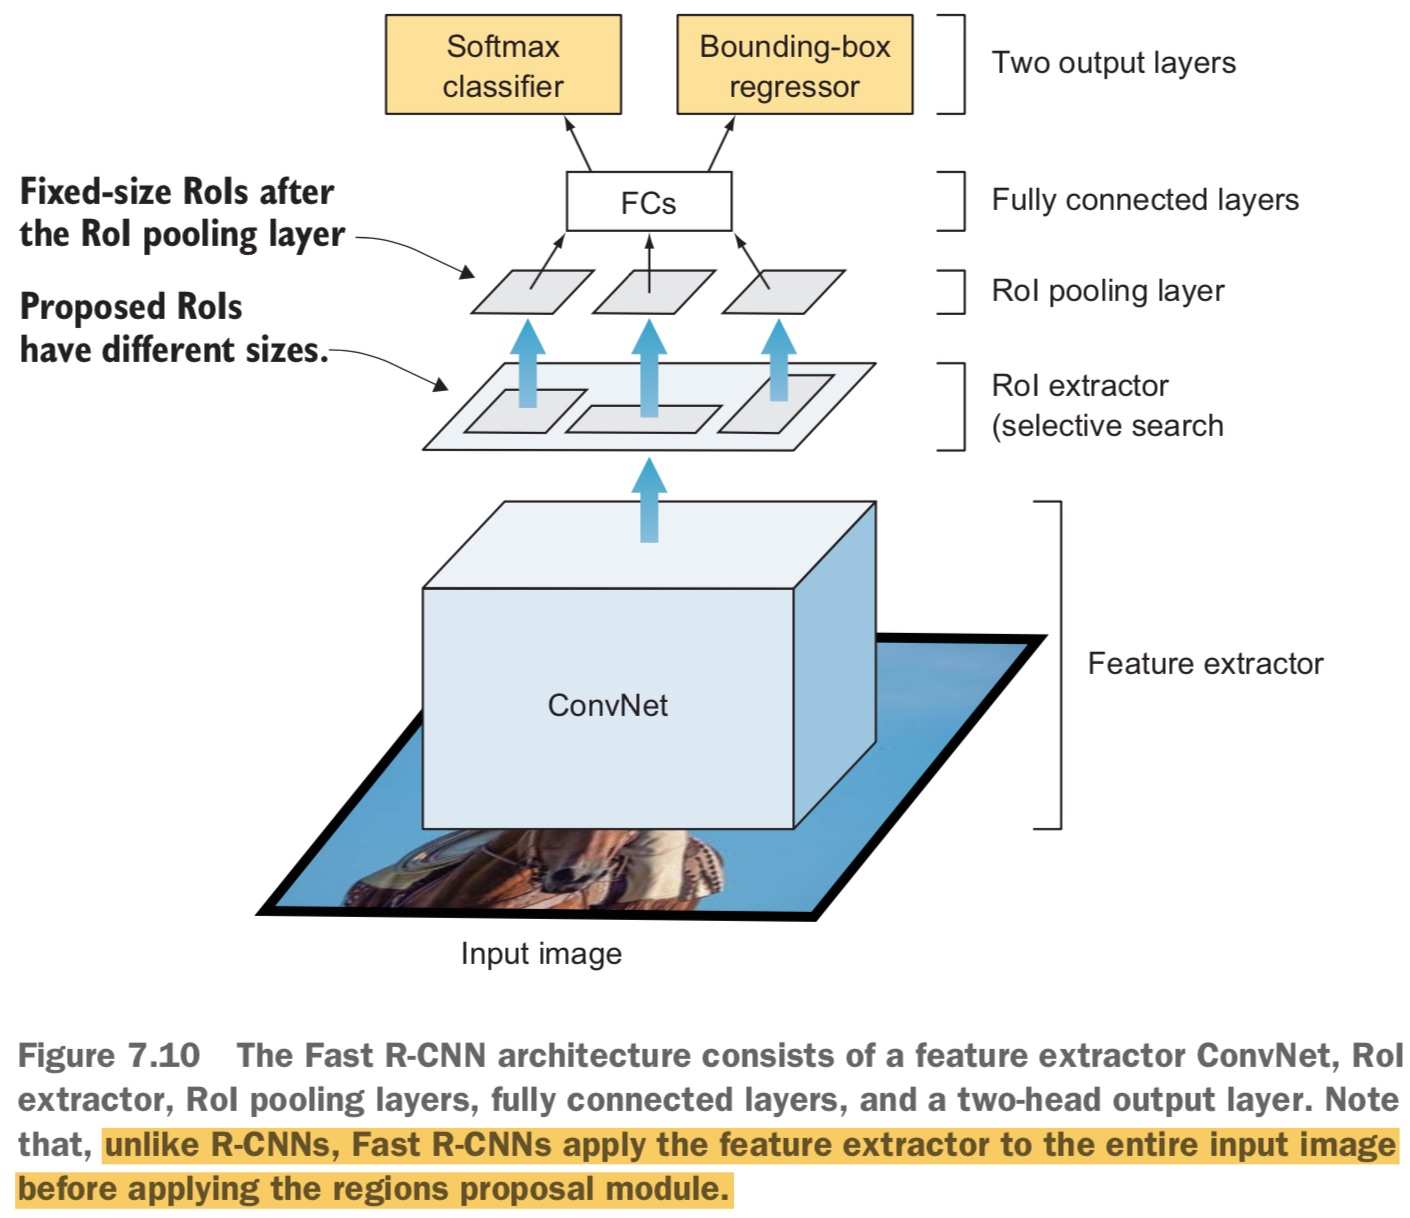 Softmax
classifier
Bounding-box
regressor
Two output layers
Fixed-size RoIs after
the RoI pooling layer
FCs
Fully connected layers
Proposed RoIs
have different sizes.
RoI pooling layer
RoI extractor
(selective search
ConvNet
Feature extractor
Input image
Figure 7.10 The Fast R-CNN architecture consists of a feature extractor ConvNet, RoI
extractor, RoI pooling layers, fully connected layers, and a two-head output layer. Note
that, unlike R-CNNs, Fast R-CNNs apply the feature extractor to the entire input image
before applying the regions proposal module.